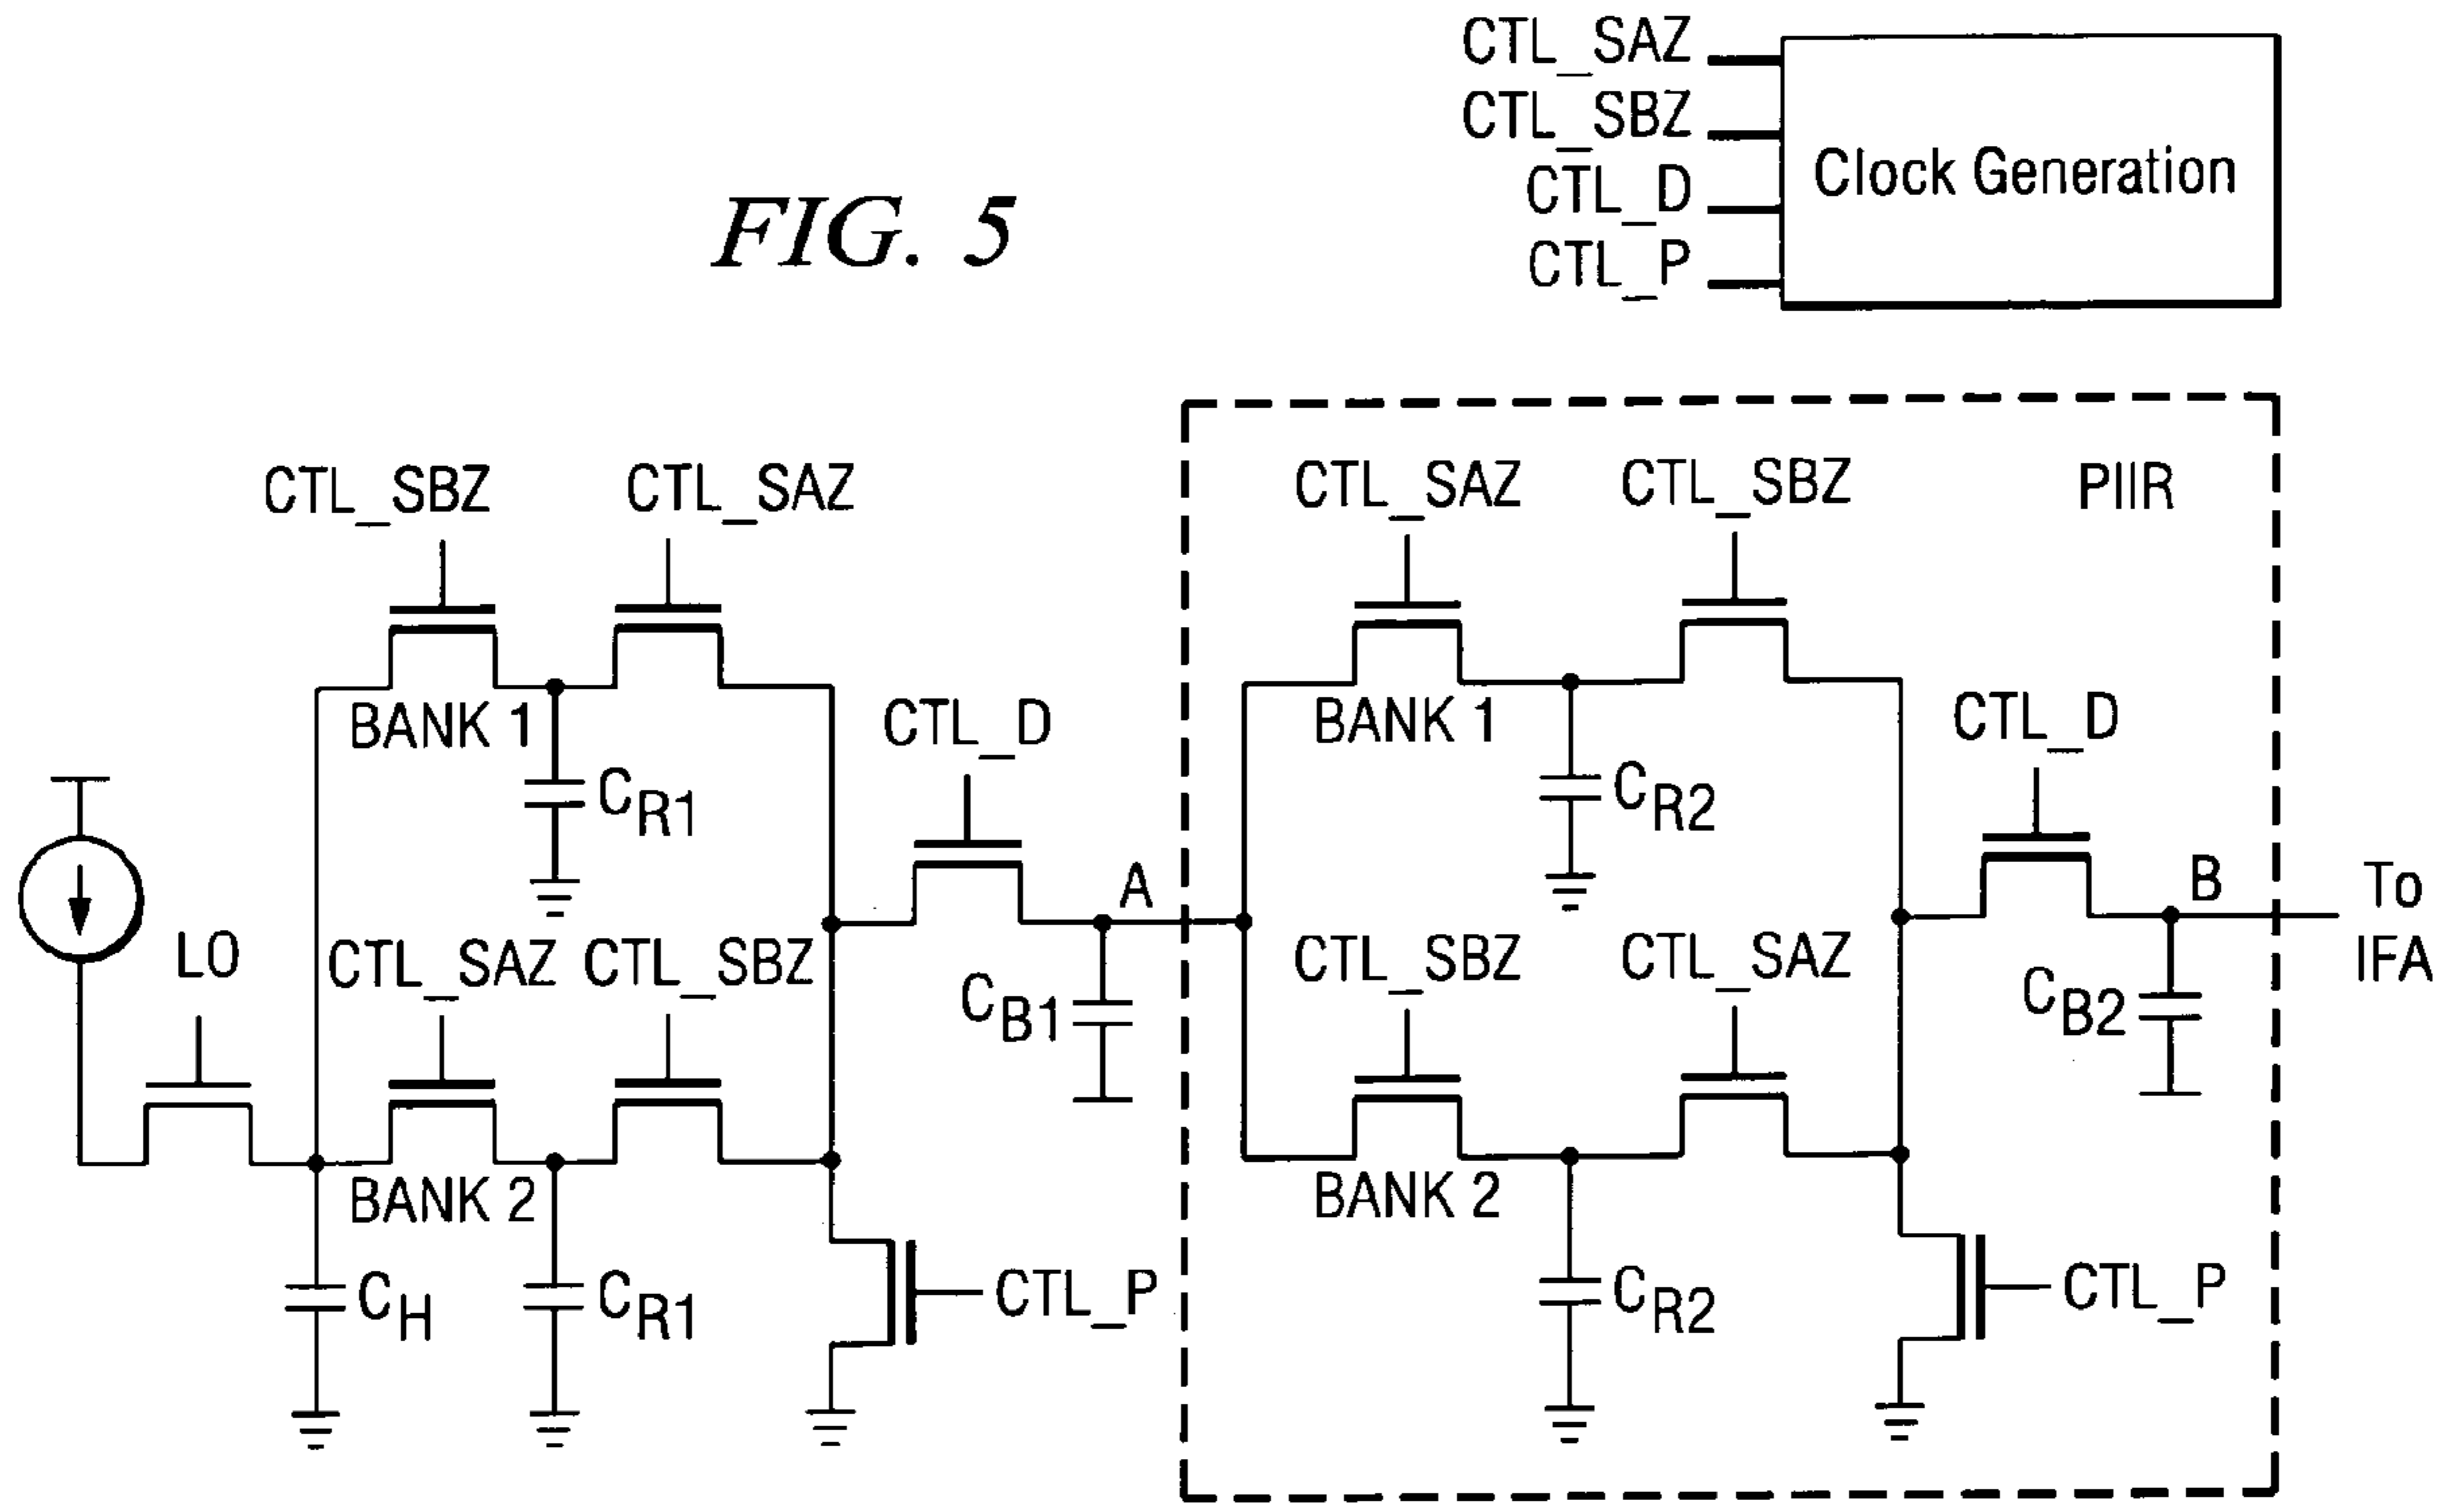 CTL_SAZ
CTL_SBZ
CTL_D
CTL_P
Clock Generation
FIG. 5
CTL_SBZ
CTL_SAZ
BANK 1
CR1
CTL_D
A
CB1
LO
CTL_SAZ
CTL_SBZ
BANK 2
CH
CR1
CTL_P
PIIR
CTL_SAZ
CTL_SBZ
BANK 1
CR2
CTL_D
B
CB2
To
IFA
CTL_SBZ
CTL_SAZ
BANK 2
CR2
CTL_P